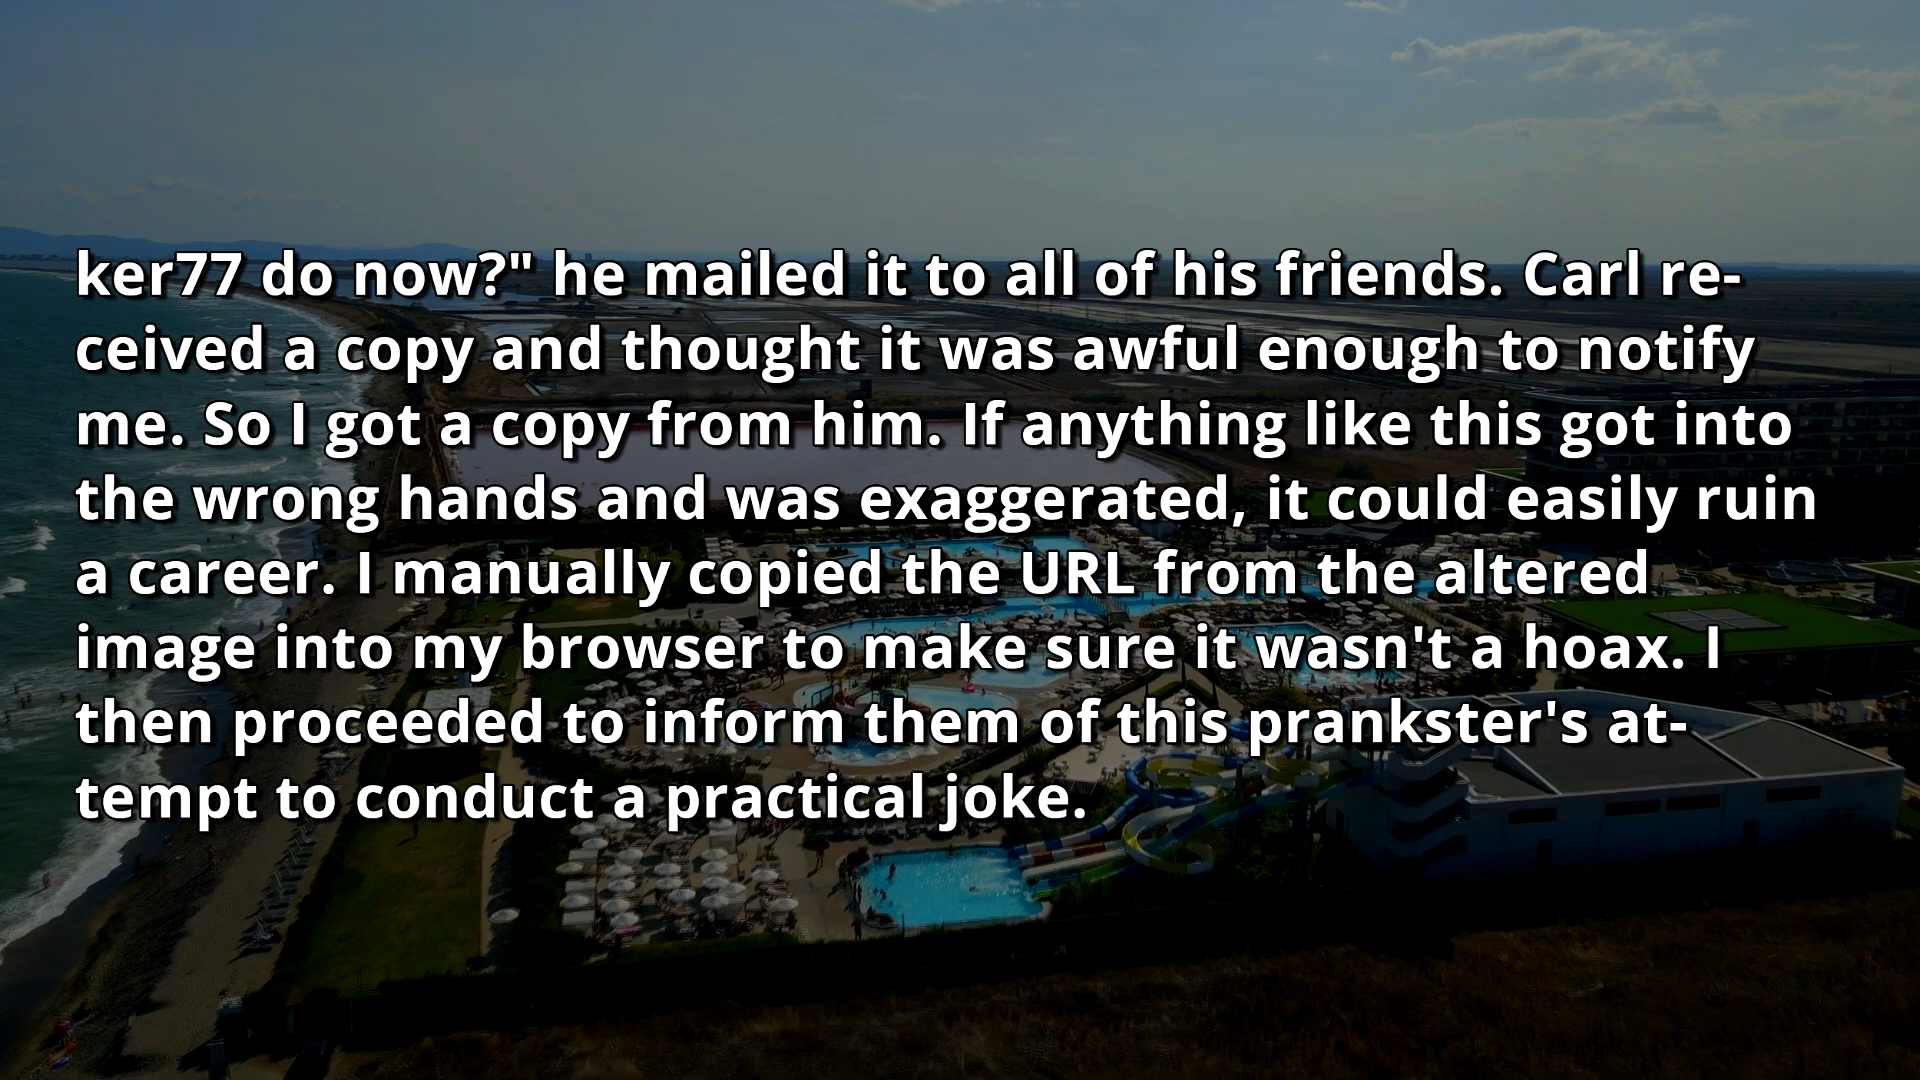 ker77 do now?" he mailed it to all of his friends. Carl re-
ceived a copy and thought it was awful enough to notify
me. So I got a copy from him. If anything like this got into
the wrong hands and was exaggerated, it could easily ruin
a career. I manually copied the URL from the altered
image into my browser to make sure it wasn't a hoax. I
then proceeded to inform them of this prankster's at-
tempt to conduct a practical joke.